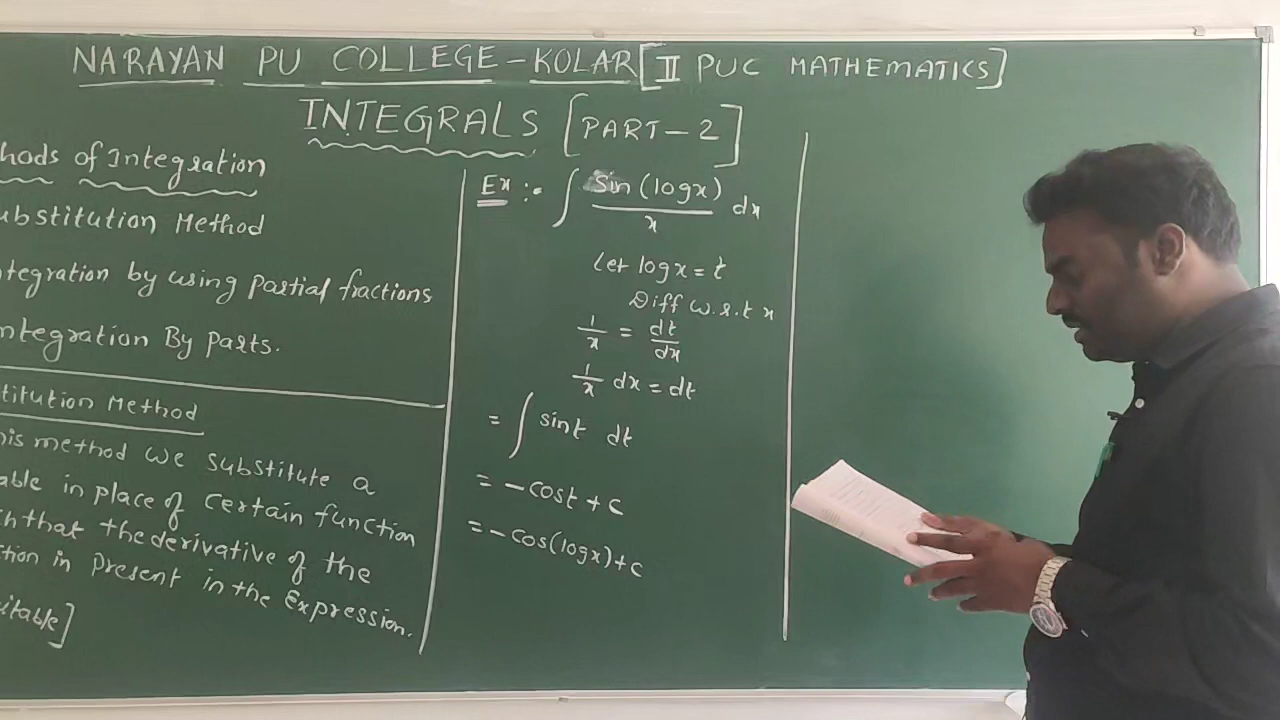 NARAYAN PU COLLEGE - KOLAR [II PUC MATHEMATICS]
INTEGRALS [PART-2]
hods of Integration
ubstitution Method
ntegration by using Partial fractions
ntegration By Parts.
titution Method
his method we substitute a
able in place of certain function
ch that the derivative of the
ction in Present in the Expression.
itable]
Ex :- ∫ sin(logx)/x dx
Let logx = t
Diff w.r.t x
1/x = dt/dx
1/x dx = dt
= ∫ sint dt
= -cost + c
= -cos(logx)+c